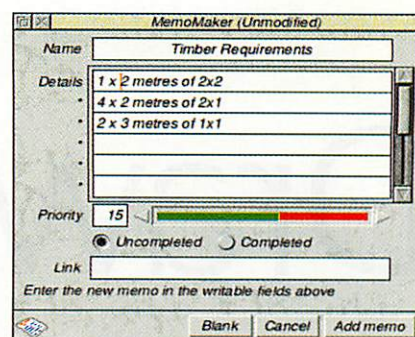 MemoMaker (Unmodified)
Name Timber Requirements
Details 1 x 2 metres of 2x2
4 x 2 metres of 2x1
2 x 3 metres of 1x1
Priority 15
Uncompleted Completed
Link
Enter the new memo in the writable fields above
Blank Cancel Add memo